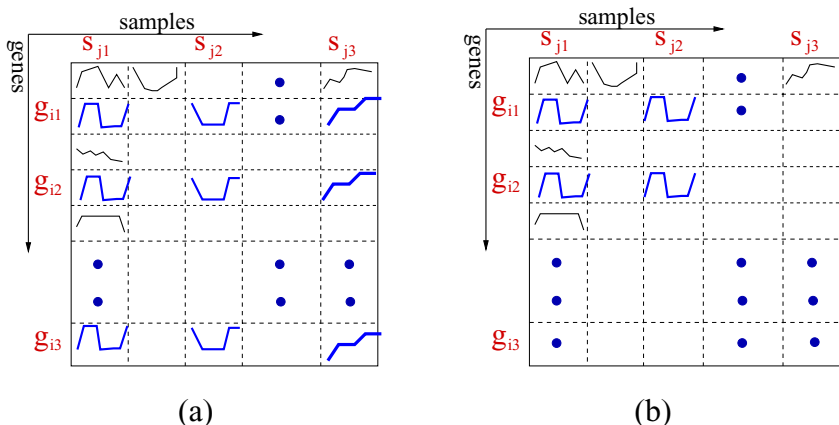 samples
genes
s j1 s j2 s j3
g i1
g i2
g i3
(a)
samples
genes
s j1 s j2 s j3
g i1
g i2
g i3
(b)